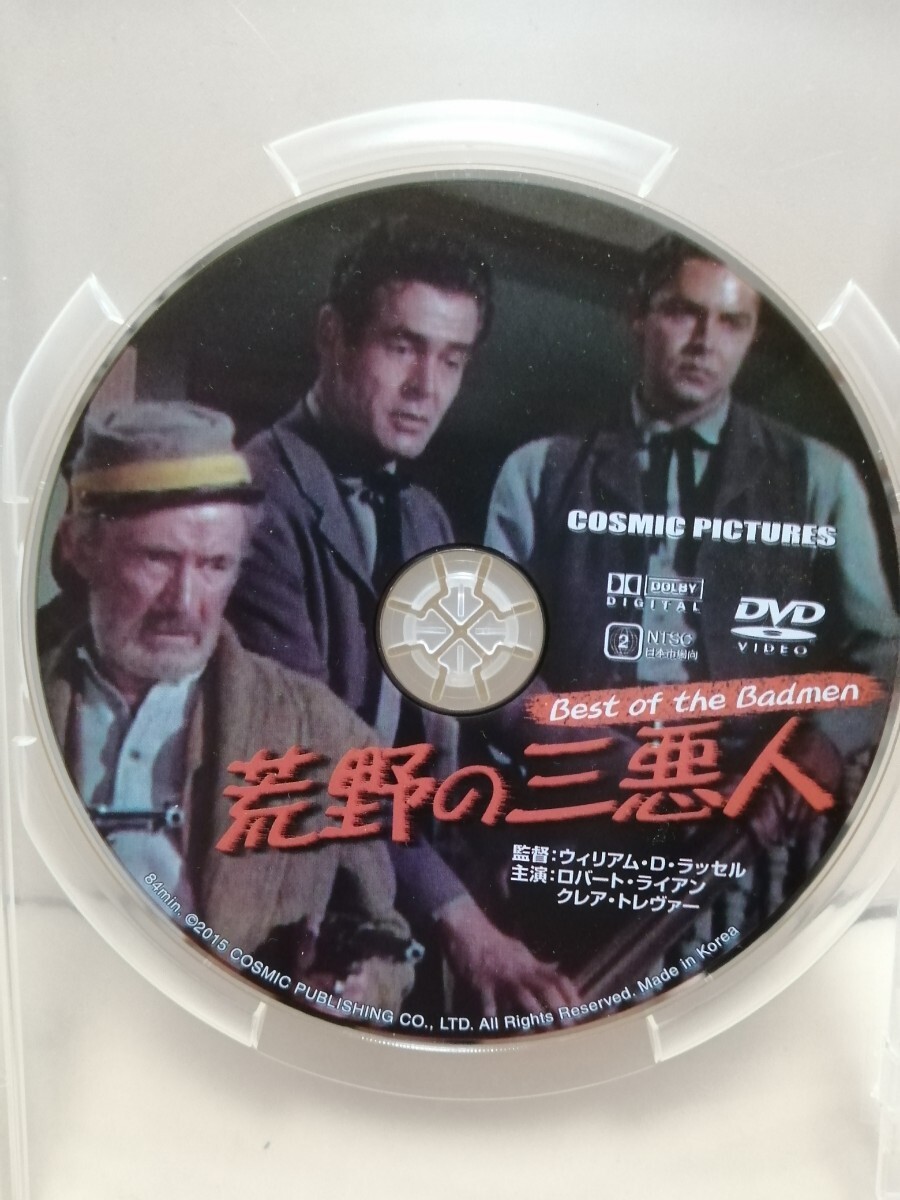 COSMIC PICTURES
DOLBY
DIGITAL
DVD
VIDEO
2
NTSC
日本市場向
Best of the Badmen
荒野の三悪人
監督:ウィリアム・D・ラッセル
主演:ロバート・ライアン
クレア・トレヴァー
84min. ©2015 COSMIC PUBLISHING CO., LTD. All Rights Reserved. Made in Korea